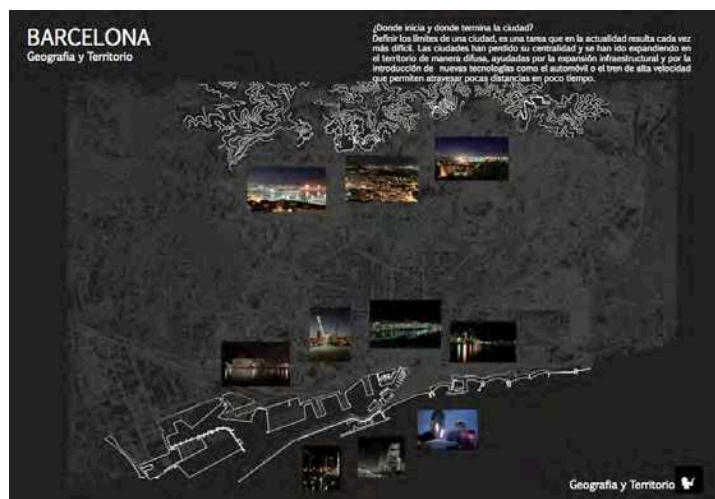 BARCELONA
Geografia y Territorio
¿Donde inicia y donde termina la ciudad?
Definir los límites de una ciudad, es una tarea que en la actualidad resulta cada vez
más difícil. Las ciudades han perdido su centralidad y se han ido expandiendo en
el territorio de manera difusa, ayudadas por la expansión infraestructural y por la
introducción de nuevas tecnologías como el automóvil o el tren de alta velocidad
que permiten atravesar pocas distancias en poco tiempo.
Geografia y Territorio